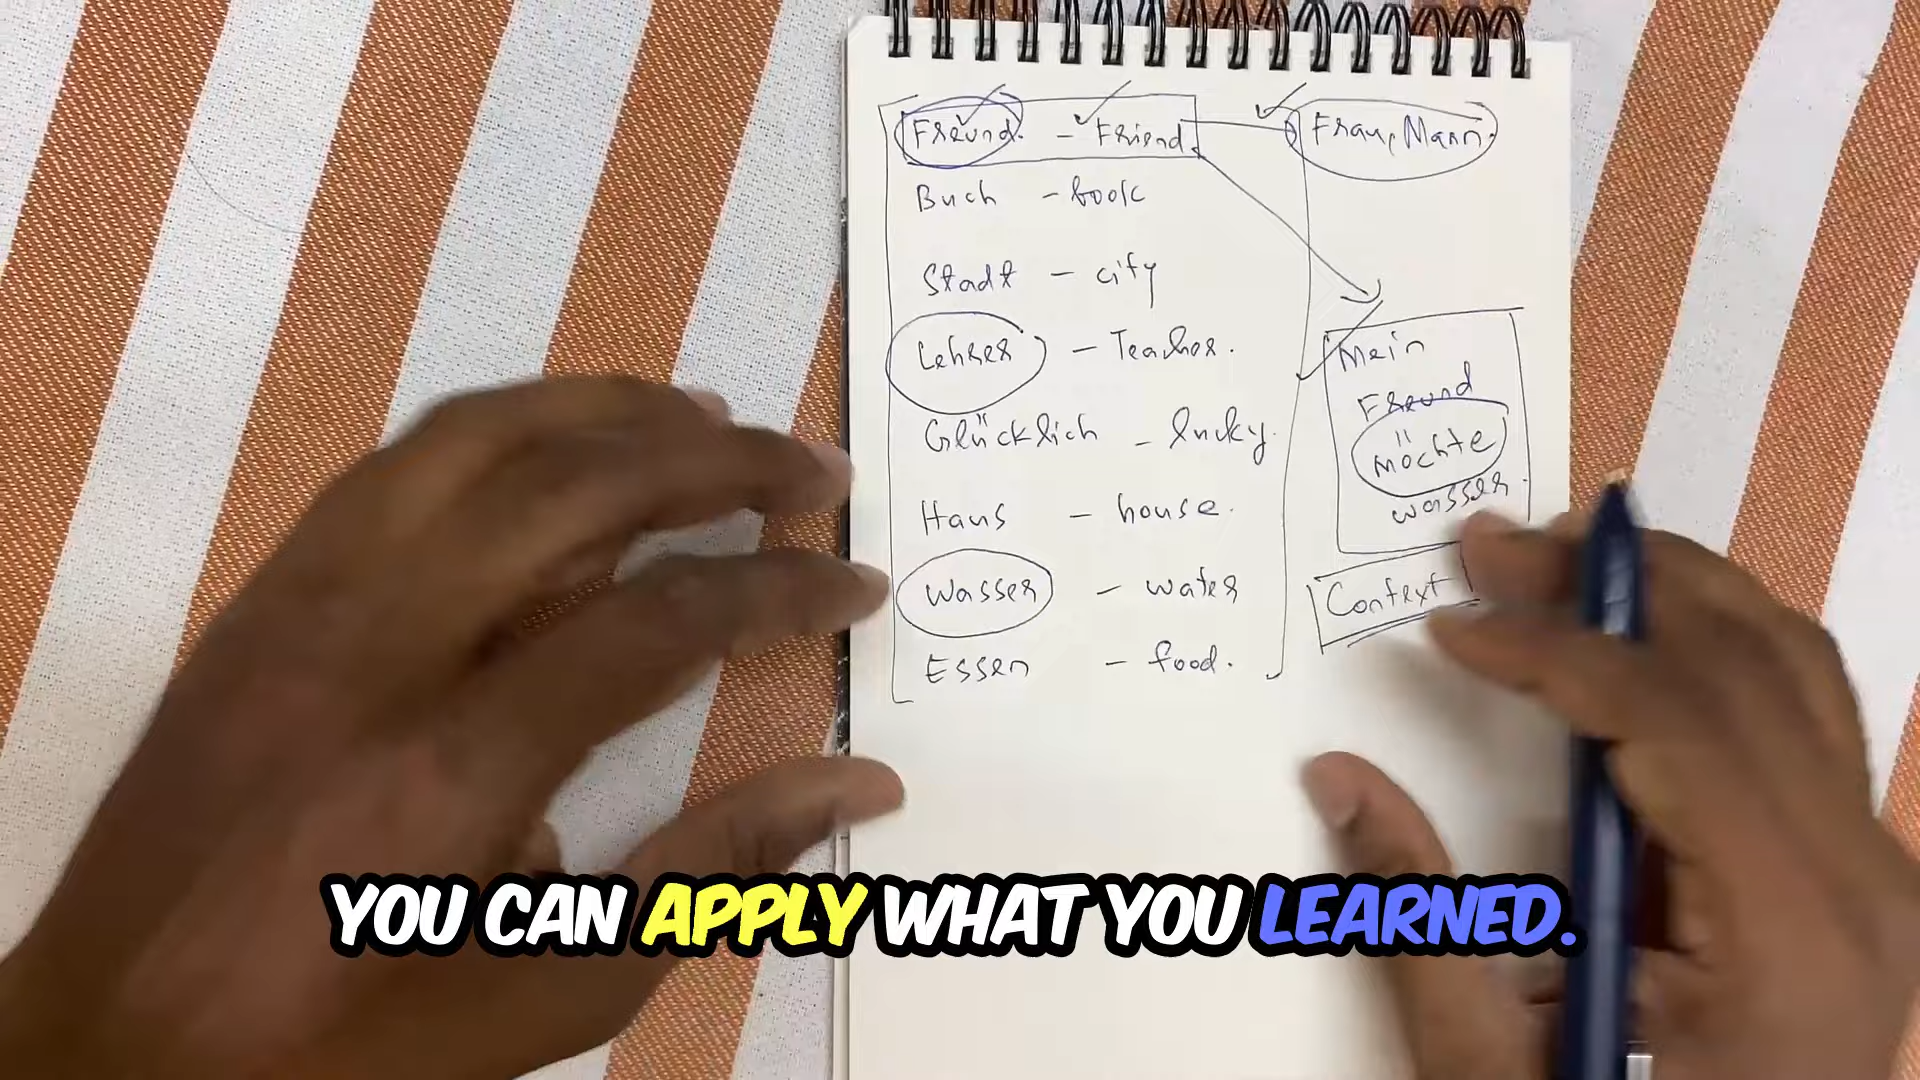 Freund. - Friend Frau, Mann.
Buch - book
Stadt - city
Lehrer - Teacher.
Glücklich - lucky.
Haus - house.
Wasser - water
Essen - food.
Mein
Freund
möchte
wasser.
Context
YOU CAN APPLY WHAT YOU LEARNED.